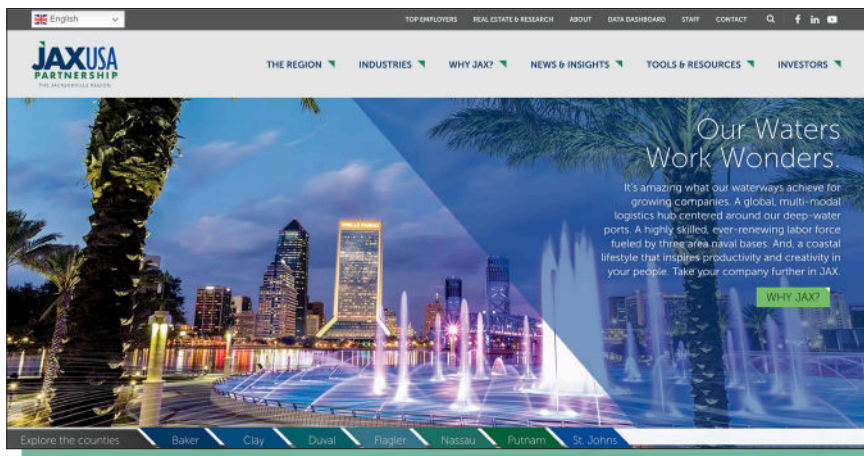 English
TOP EMPLOYERS REAL ESTATE & RESEARCH ABOUT DATA DASHBOARD STAFF CONTACT
JAXUSA
PARTNERSHIP
THE JACKSONVILLE REGION
THE REGION INDUSTRIES WHY JAX? NEWS & INSIGHTS TOOLS & RESOURCES INVESTORS
Our Waters
Work Wonders.
It's amazing what our waterways achieve for
growing companies. A global, multi-modal
logistics hub centered around our deep-water
ports. A highly skilled, ever-renewing labor force
fueled by three area naval bases. And, a coastal
lifestyle that inspires productivity and creativity in
your people. Take your company further in JAX.
WHY JAX?
WELLS FARGO
Explore the counties Baker Clay Duval Flagler Nassau Putnam St. Johns